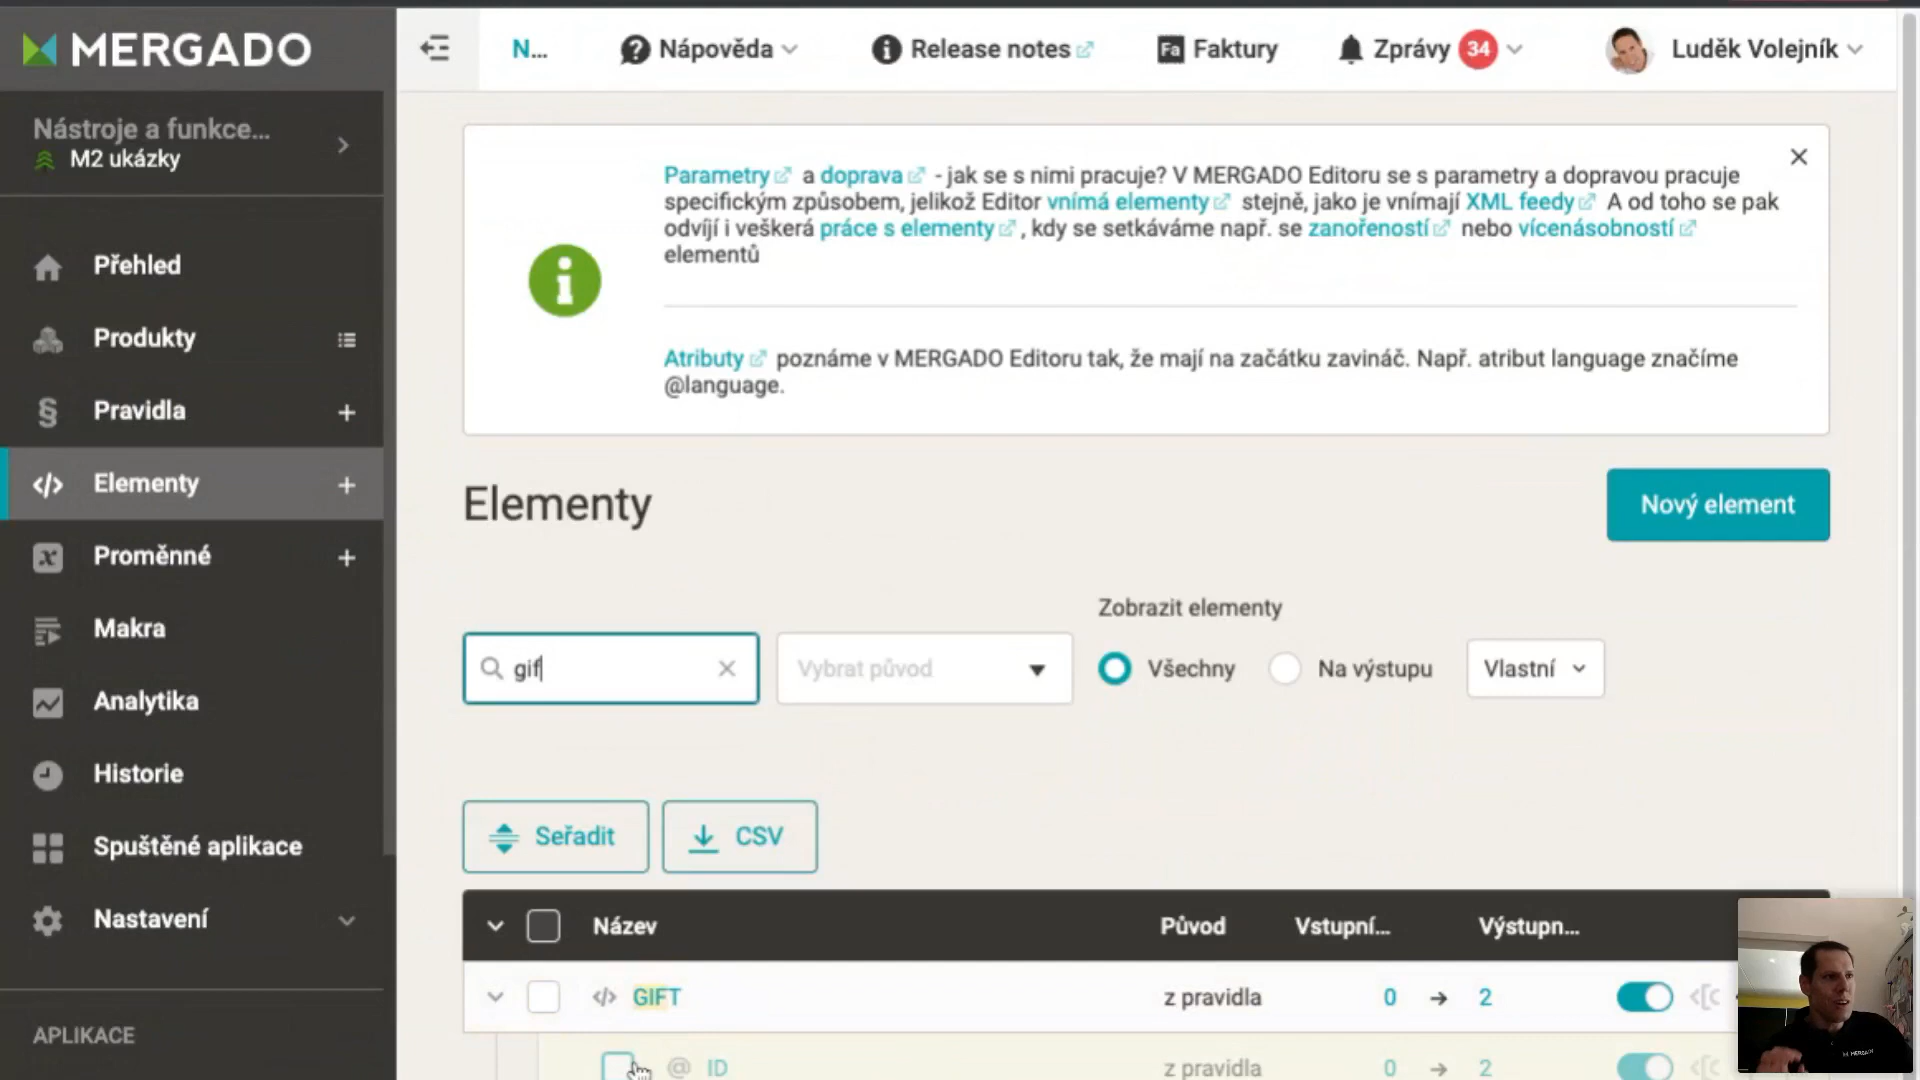 MERGADO
N...
Nápověda
Release notes
Fa Faktury
Zprávy 34
Luděk Volejník
Nástroje a funkce...
M2 ukázky
Přehled
Produkty
Pravidla
Elementy
Proměnné
Makra
Analytika
Historie
Spuštěné aplikace
Nastavení
APLIKACE
Parametry a doprava - jak se s nimi pracuje? V MERGADO Editoru se s parametry a dopravou pracuje
specifickým způsobem, jelikož Editor vnímá elementy stejně, jako je vnímají XML feedy A od toho se pak
odvíjí i veškerá práce s elementy , kdy se setkáváme např. se zanořeností nebo vícenásobností
elementů
Atributy poznáme v MERGADO Editoru tak, že mají na začátku zavináč. Např. atribut language značíme
@language.
Elementy
Nový element
Zobrazit elementy
gif
Vybrat původ
Všechny
Na výstupu
Vlastní
Seřadit
CSV
Název Původ Vstupní... Výstupn...
</> GIFT z pravidla 0 → 2
@ ID z pravidla 0 → 2
MERGADO